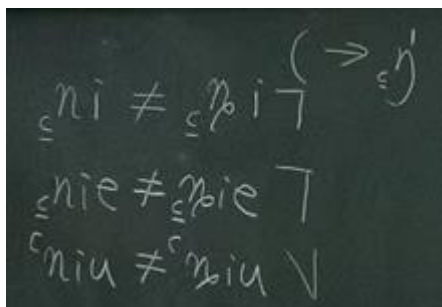 ( → ꜁ŋ̍
꜁ni ≠ ꜁ȵi ˥
꜁nie ≠ ꜁ȵie ˥
꜂niu ≠ ꜂ȵiu